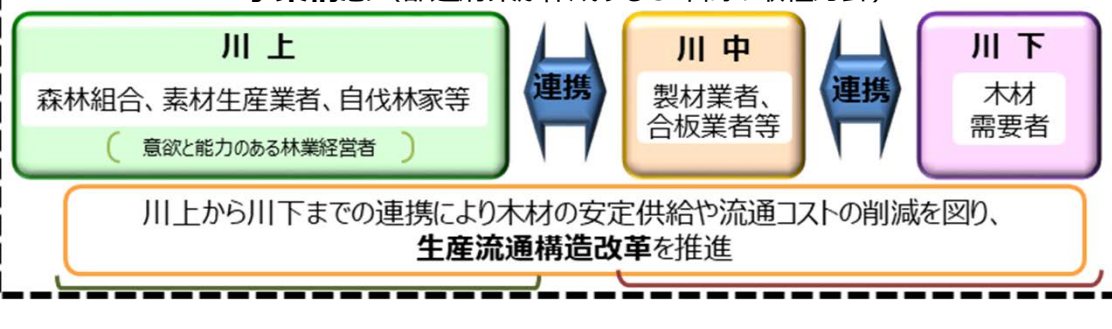 川 上
森林組合、素材生産業者、自伐林家等
( 意欲と能力のある林業経営者 )
連携
川 中
製材業者、
合板業者等
連携
川 下
木材
需要者
川上から川下までの連携により木材の安定供給や流通コストの削減を図り、
生産流通構造改革を推進